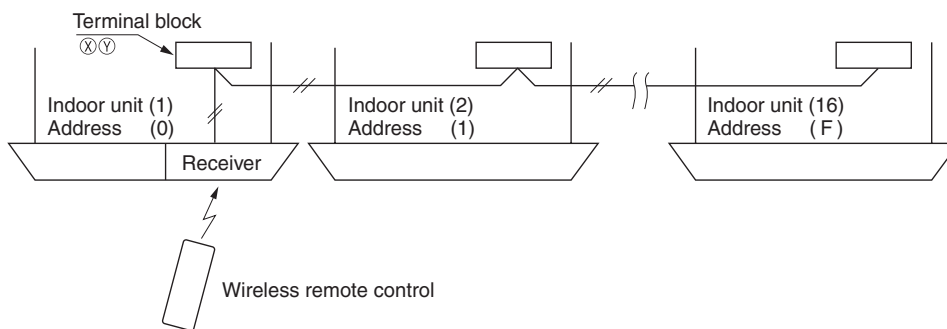 Terminal block
Ⓧ Ⓨ
Indoor unit (1)
Address (0)
Indoor unit (2)
Address (1)
Indoor unit (16)
Address (F)
Receiver
Wireless remote control